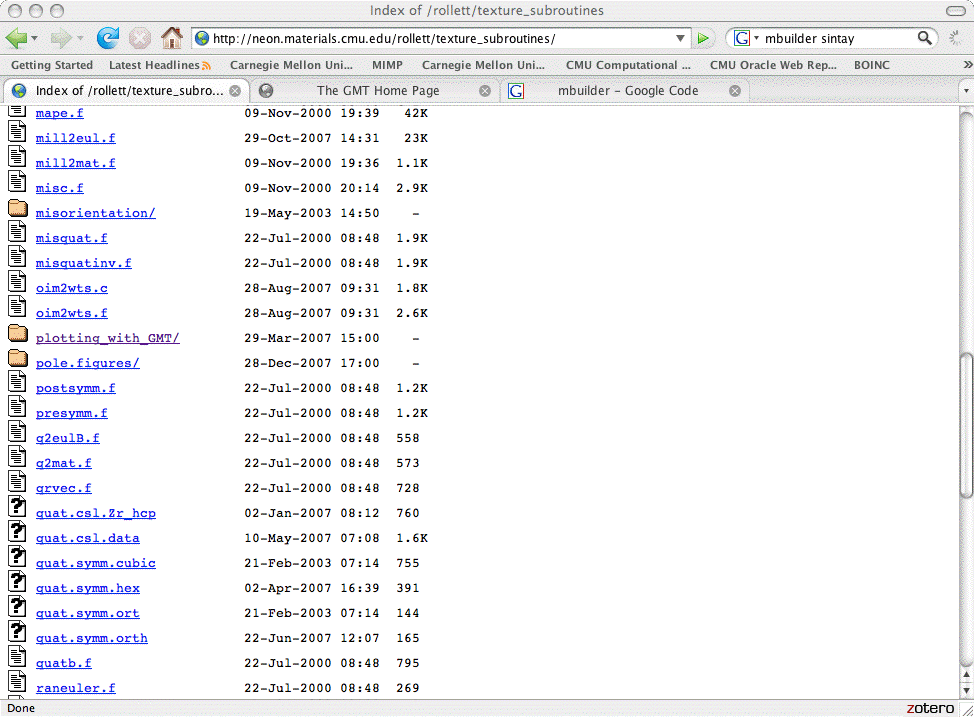 Index of /rollett/texture_subroutines
http://neon.materials.cmu.edu/rollett/texture_subroutines/ G mbuilder sintay
Getting Started Latest Headlines Carnegie Mellon Uni... MIMP Carnegie Mellon Uni... CMU Computational ... CMU Oracle Web Rep... BOINC »
Index of /rollett/texture_subro... The GMT Home Page G mbuilder – Google Code
mape.f 09-Nov-2000 19:39 42K
mill2eul.f 29-Oct-2007 14:31 23K
mill2mat.f 09-Nov-2000 19:36 1.1K
misc.f 09-Nov-2000 20:14 2.9K
misorientation/ 19-May-2003 14:50 -
misquat.f 22-Jul-2000 08:48 1.9K
misquatinv.f 22-Jul-2000 08:48 1.9K
oim2wts.c 28-Aug-2007 09:31 1.8K
oim2wts.f 28-Aug-2007 09:31 2.6K
plotting_with_GMT/ 29-Mar-2007 15:00 -
pole.figures/ 28-Dec-2007 17:00 -
postsymm.f 22-Jul-2000 08:48 1.2K
presymm.f 22-Jul-2000 08:48 1.2K
q2eulB.f 22-Jul-2000 08:48 558
q2mat.f 22-Jul-2000 08:48 573
qrvec.f 22-Jul-2000 08:48 728
? quat.csl.Zr_hcp 02-Jan-2007 08:12 760
? quat.csl.data 10-May-2007 07:08 1.6K
? quat.symm.cubic 21-Feb-2003 07:14 755
? quat.symm.hex 02-Apr-2007 16:39 391
? quat.symm.ort 21-Feb-2003 07:14 144
? quat.symm.orth 22-Jun-2007 12:07 165
quatb.f 22-Jul-2000 08:48 795
raneuler.f 22-Jul-2000 08:48 269
Done zotero